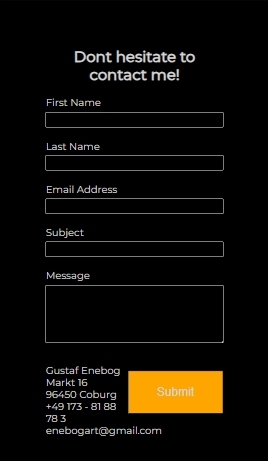 Dont hesitate to
contact me!
First Name
Last Name
Email Address
Subject
Message
Gustaf Enebog
Markt 16
96450 Coburg
+49 173 - 81 88
78 3
enebogart@gmail.com
Submit